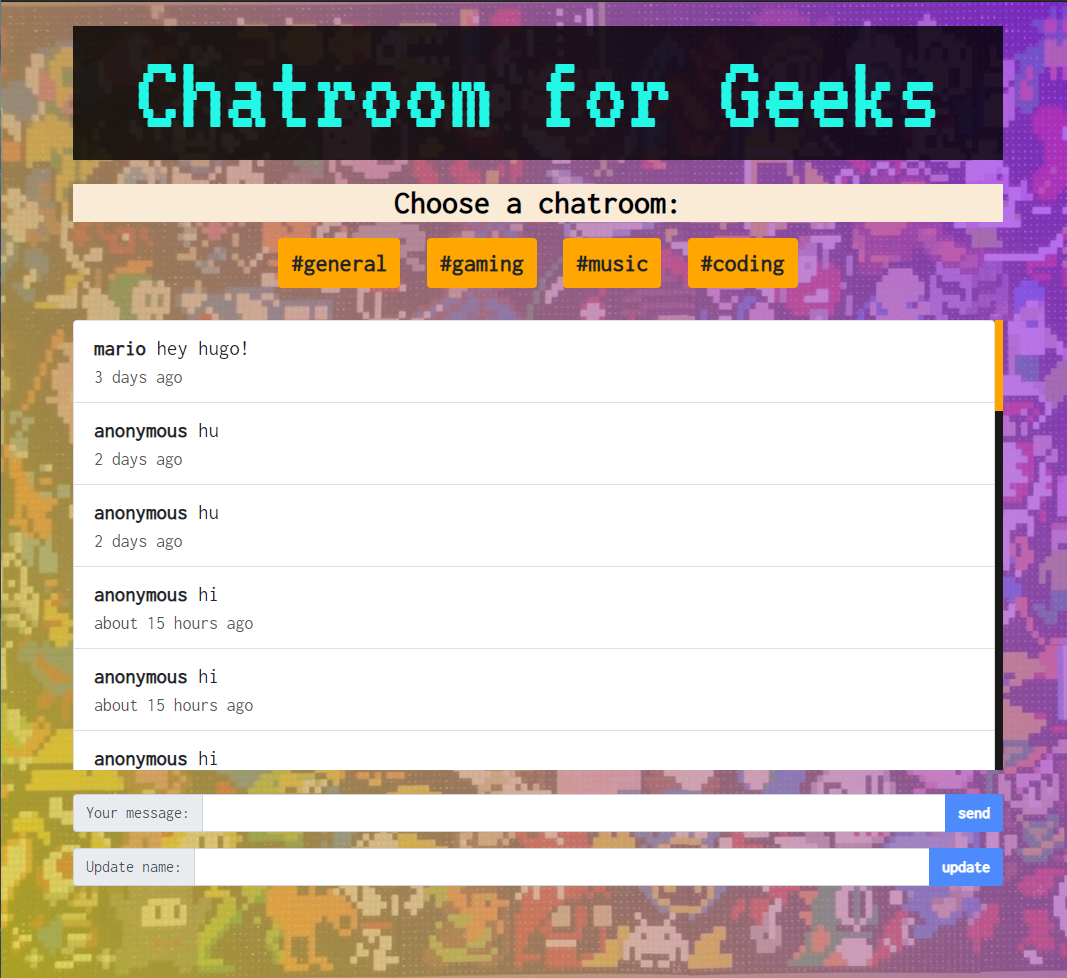 Chatroom for Geeks
Choose a chatroom:
#general #gaming #music #coding
mario hey hugo!
3 days ago
anonymous hu
2 days ago
anonymous hu
2 days ago
anonymous hi
about 15 hours ago
anonymous hi
about 15 hours ago
anonymous hi
Your message: send
Update name: update